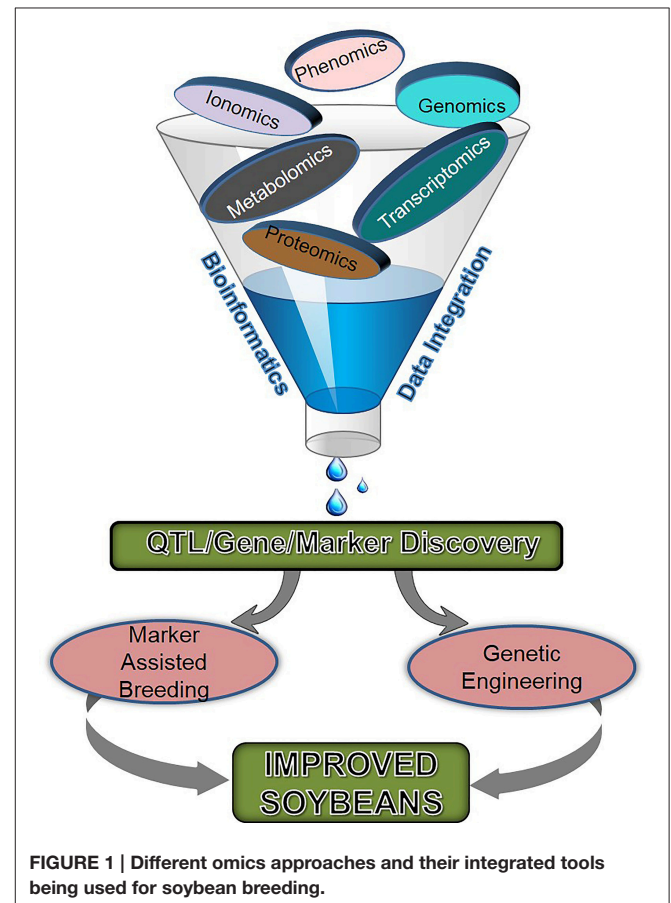 Phenomics
Ionomics
Genomics
Metabolomics
Transcriptomics
Proteomics
Bioinformatics
Data Integration
QTL/Gene/Marker Discovery
Marker
Assisted
Breeding
Genetic
Engineering
IMPROVED
SOYBEANS
FIGURE 1 | Different omics approaches and their integrated tools
being used for soybean breeding.